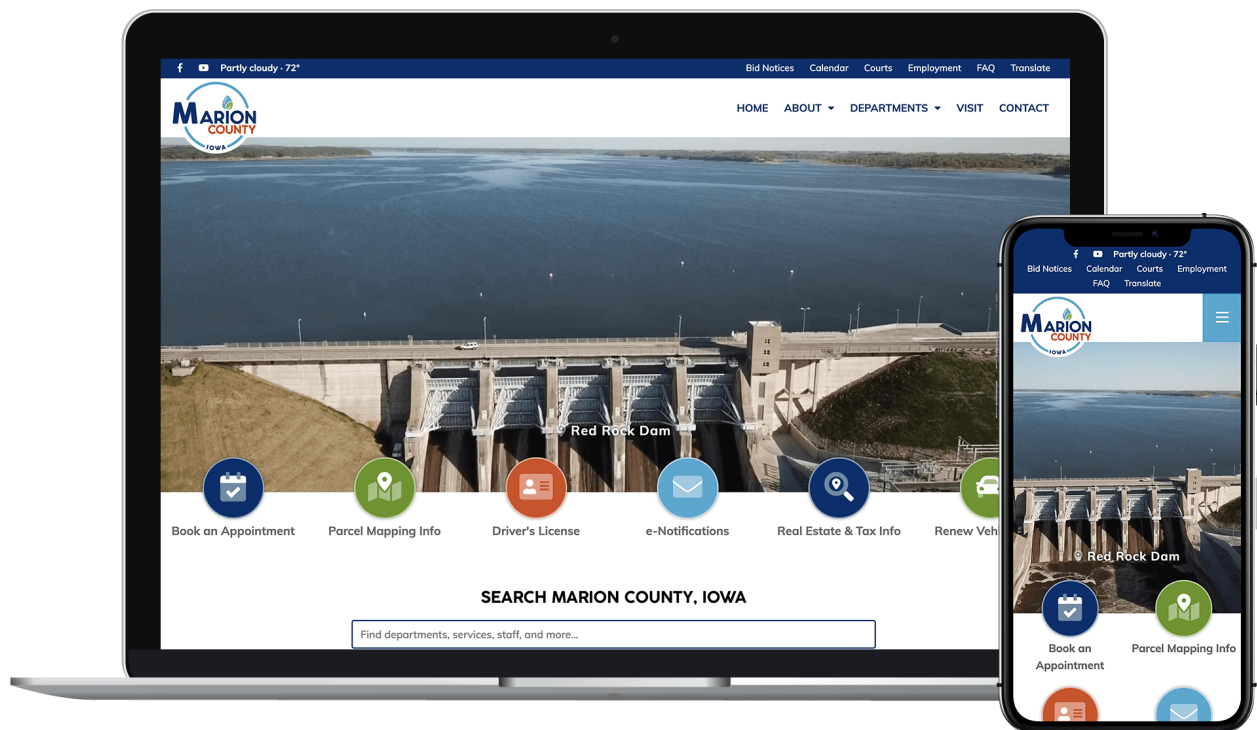 Partly cloudy · 72°
Bid Notices Calendar Courts Employment FAQ Translate
MARION
COUNTY
IOWA
HOME ABOUT DEPARTMENTS VISIT CONTACT
Red Rock Dam
Book an Appointment Parcel Mapping Info Driver's License e-Notifications Real Estate & Tax Info Renew Veh
SEARCH MARION COUNTY, IOWA
Find departments, services, staff, and more...
Partly cloudy · 72°
Bid Notices Calendar Courts Employment
FAQ Translate
MARION
COUNTY
IOWA
Red Rock Dam
Book an Parcel Mapping Info
Appointment